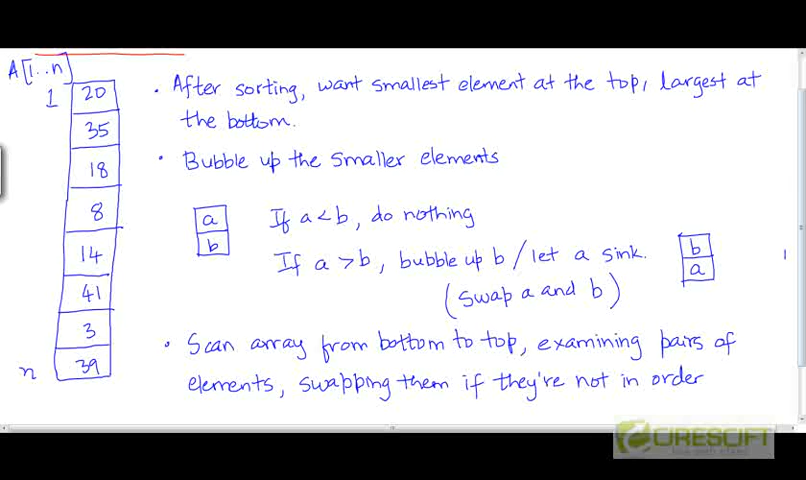 A[1..n]
1
20
35
18
8
14
41
3
n
39
• After sorting, want smallest element at the top, largest at
the bottom.
• Bubble up the smaller elements
a
b
If a<b, do nothing
If a >b, bubble up b / let a sink.
(Swap a and b)
b
a
• Scan array from bottom to top, examining pairs of
elements, swapping them if they're not in order
CIRESOFT